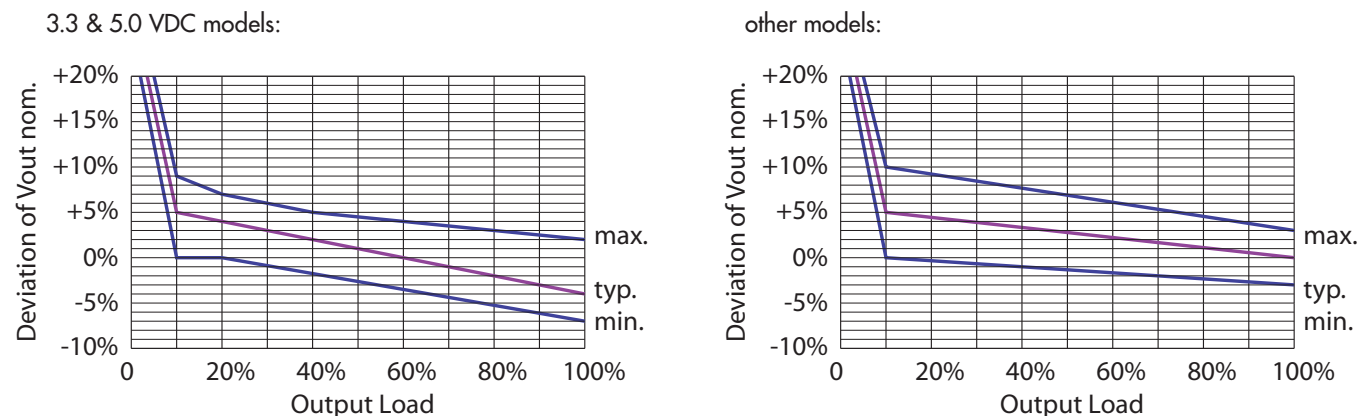 3.3 & 5.0 VDC models:
Deviation of Vout nom.
+20%
+15%
+10%
+5%
0%
-5%
-10%
max.
typ.
min.
0 20% 40% 60% 80% 100%
Output Load
other models:
Deviation of Vout nom.
+20%
+15%
+10%
+5%
0%
-5%
-10%
max.
typ.
min.
0 20% 40% 60% 80% 100%
Output Load